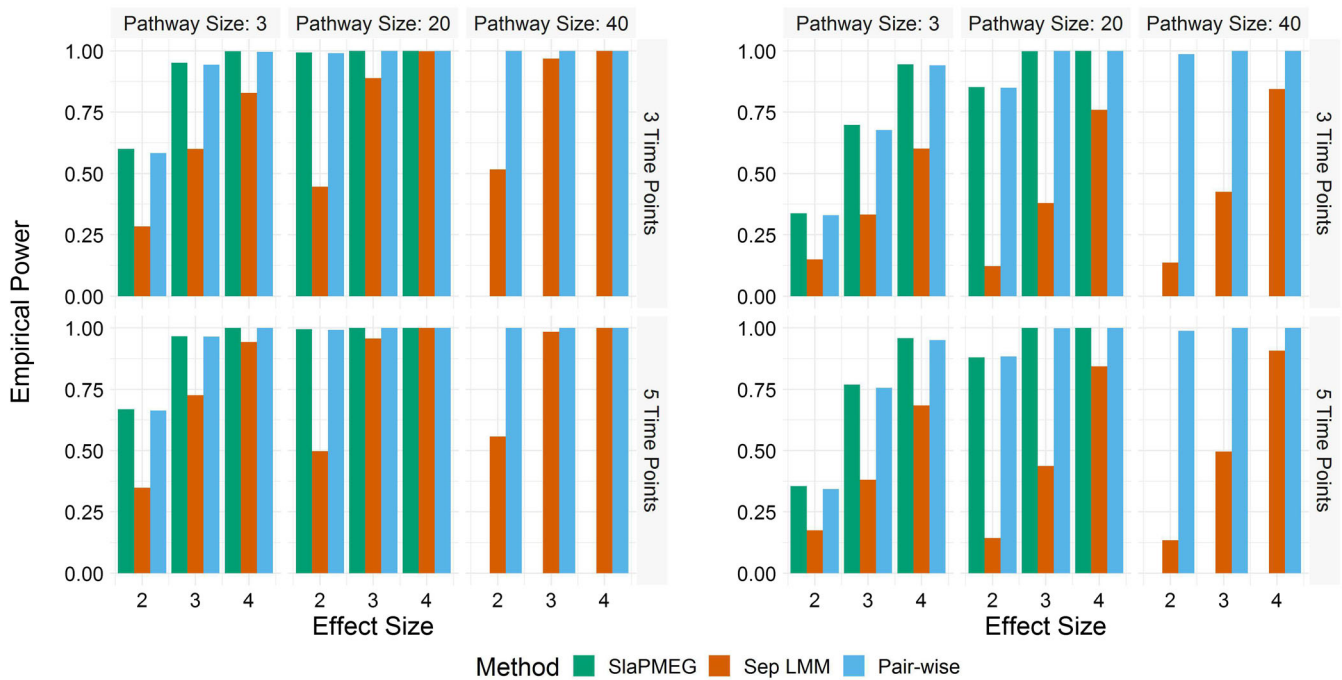 Pathway Size: 3 Pathway Size: 20 Pathway Size: 40
1.00
0.75
0.50
0.25
0.00
3 Time Points
1.00
0.75
0.50
0.25
0.00
5 Time Points
2 3 4 2 3 4 2 3 4
Effect Size
Empirical Power
Pathway Size: 3 Pathway Size: 20 Pathway Size: 40
1.00
0.75
0.50
0.25
0.00
3 Time Points
1.00
0.75
0.50
0.25
0.00
5 Time Points
2 3 4 2 3 4 2 3 4
Effect Size
Method SlaPMEG Sep LMM Pair-wise